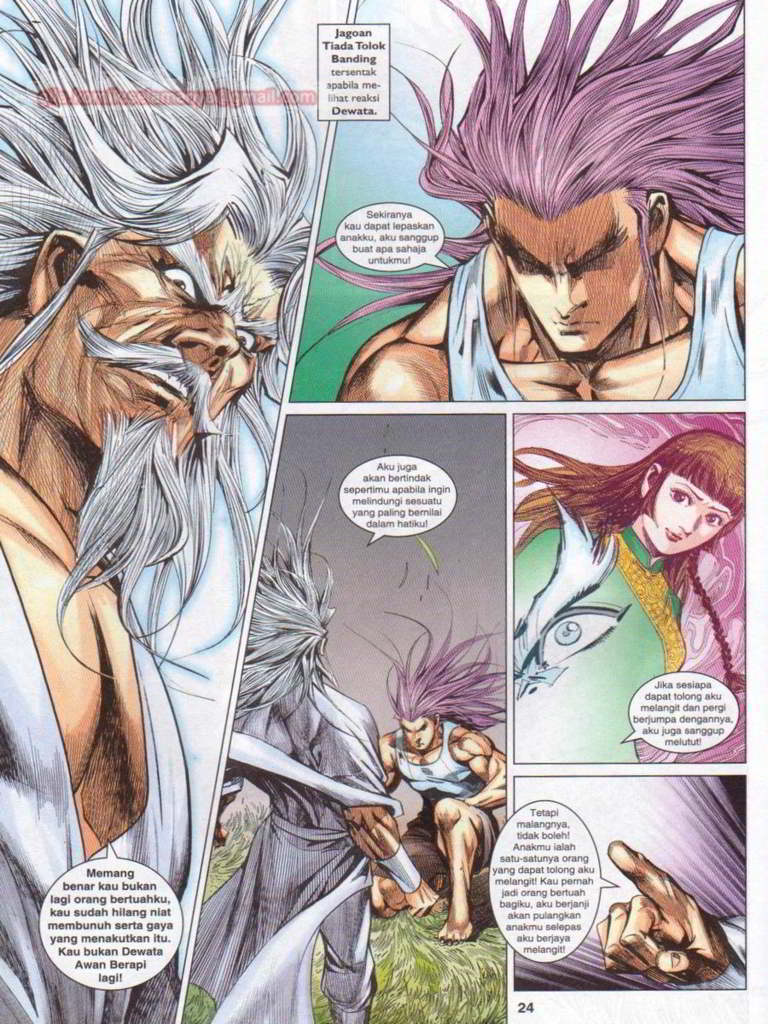 Jagoan
Tiada Tolok
Banding
tersentak
apabila me-
lihat reaksi
Dewata.
Sekiranya
kau dapat lepaskan
anakku, aku sanggup
buat apa sahaja
untukmu!
Aku juga
akan bertindak
sepertimu apabila ingin
melindungi sesuatu
yang paling bernilai
dalam hatiku!
Jika sesiapa
dapat tolong aku
melangit dan pergi
berjumpa dengannya,
aku juga sanggup
melutut!
Memang
benar kau bukan
lagi orang bertuahku,
kau sudah hilang niat
membunuh serta gaya
yang menakutkan itu.
Kau bukan Dewata
Awan Berapi
lagi!
Tetapi
malangnya,
tidak boleh!
Anakmu ialah
satu-satunya orang
yang dapat tolong aku
melangit! Kau pernah
jadi orang bertuah
bagiku, aku berjanji
akan pulangkan
anakmu selepas
aku berjaya
melangit!
24